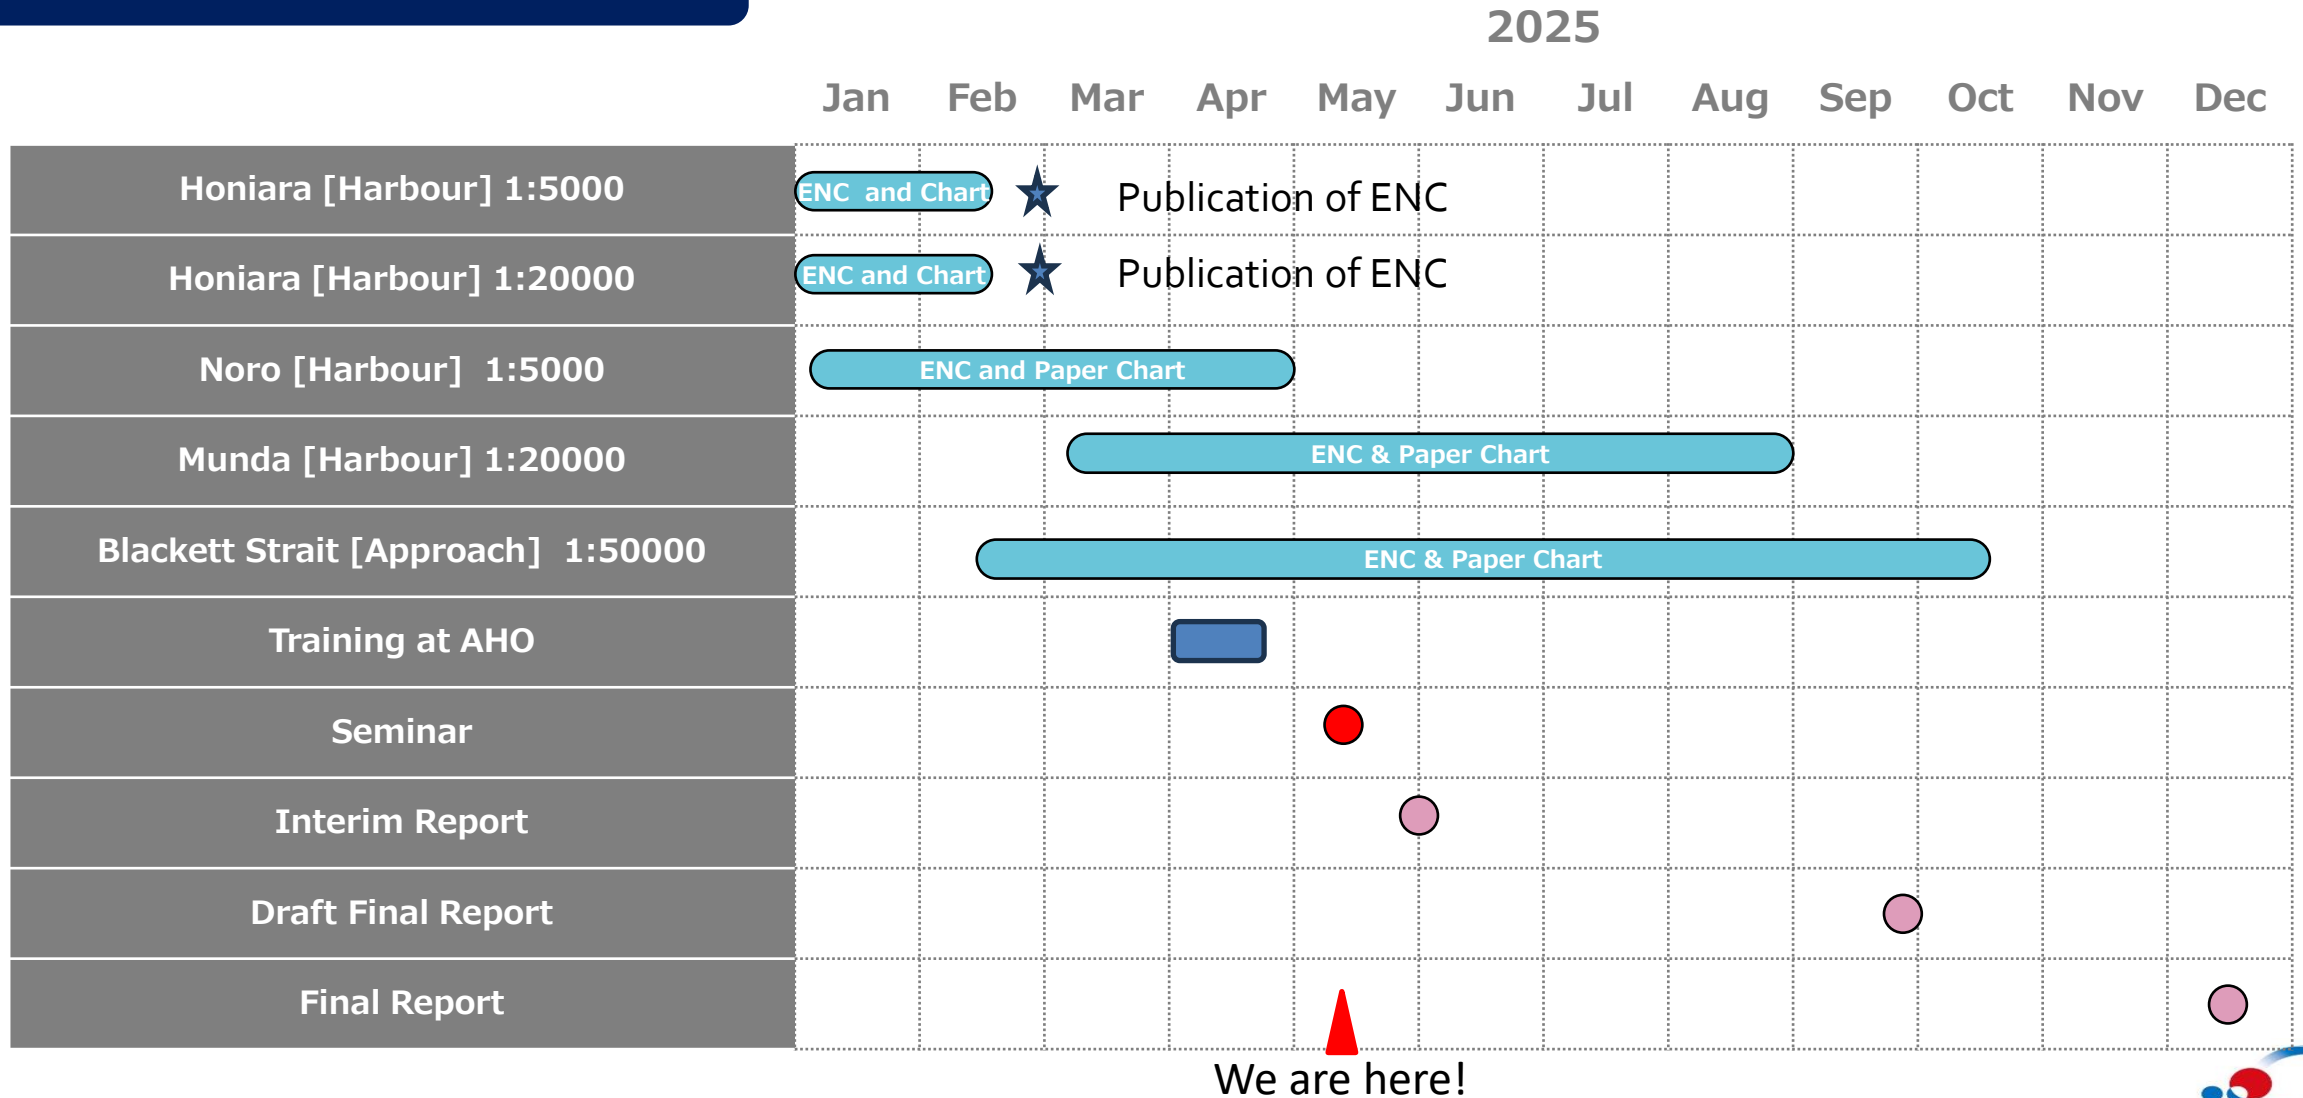 2025
Jan Feb Mar Apr May Jun Jul Aug Sep Oct Nov Dec
Honiara [Harbour] 1:5000 ENC and Chart Publication of ENC
Honiara [Harbour] 1:20000 ENC and Chart Publication of ENC
Noro [Harbour] 1:5000 ENC and Paper Chart
Munda [Harbour] 1:20000 ENC & Paper Chart
Blackett Strait [Approach] 1:50000 ENC & Paper Chart
Training at AHO
Seminar
Interim Report
Draft Final Report
Final Report
We are here!